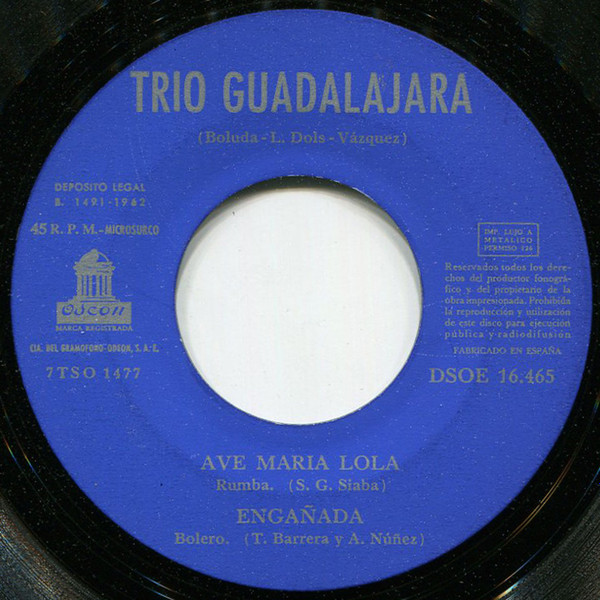 TRIO GUADALAJARA
(Boluda - L. Dols - Vázquez)
DEPOSITO LEGAL
B. 1491-1962
45 R. P. M.-MICROSURCO
ODEON
MARCA REGISTRADA
CIA. DEL GRAMOFONO-ODEON, S. A. E.
7TSO 1477
IMP. LUJO A
METALICO
PERMISO 126
Reservados todos los dere-
chos del productor fonográ-
fico y del propietario de la
obra impresionada. Prohibida
la reproducción y utilización
de este disco para ejecución
pública y radiodifusión
FABRICADO EN ESPAÑA
DSOE 16.465
AVE MARIA LOLA
Rumba. (S. G. Siaba)
ENGAÑADA
Bolero. (T. Barrera y A. Núñez)